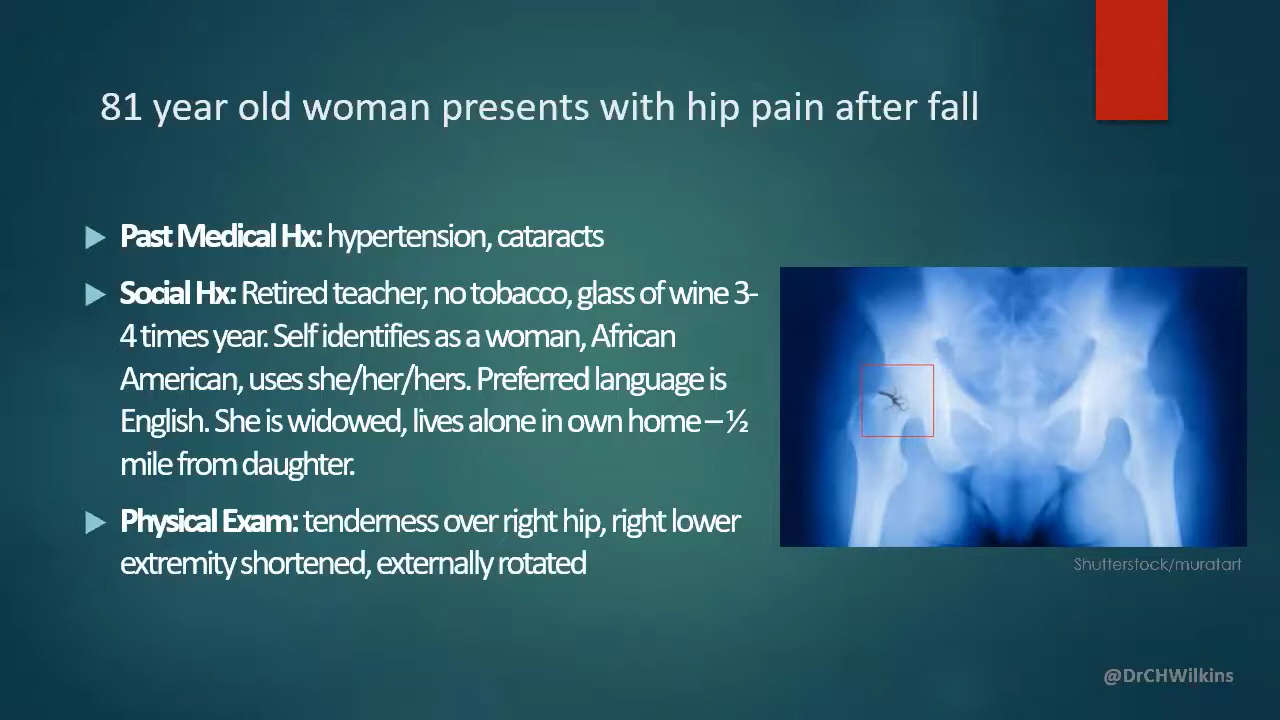 81 year old woman presents with hip pain after fall
Past Medical Hx: hypertension, cataracts
Social Hx: Retired teacher, no tobacco, glass of wine 3-
4 times year. Self identifies as a woman, African
American, uses she/her/hers. Preferred language is
English. She is widowed, lives alone in own home – ½
mile from daughter.
Physical Exam: tenderness over right hip, right lower
extremity shortened, externally rotated
Shutterstock/muratart
@DrCHWilkins